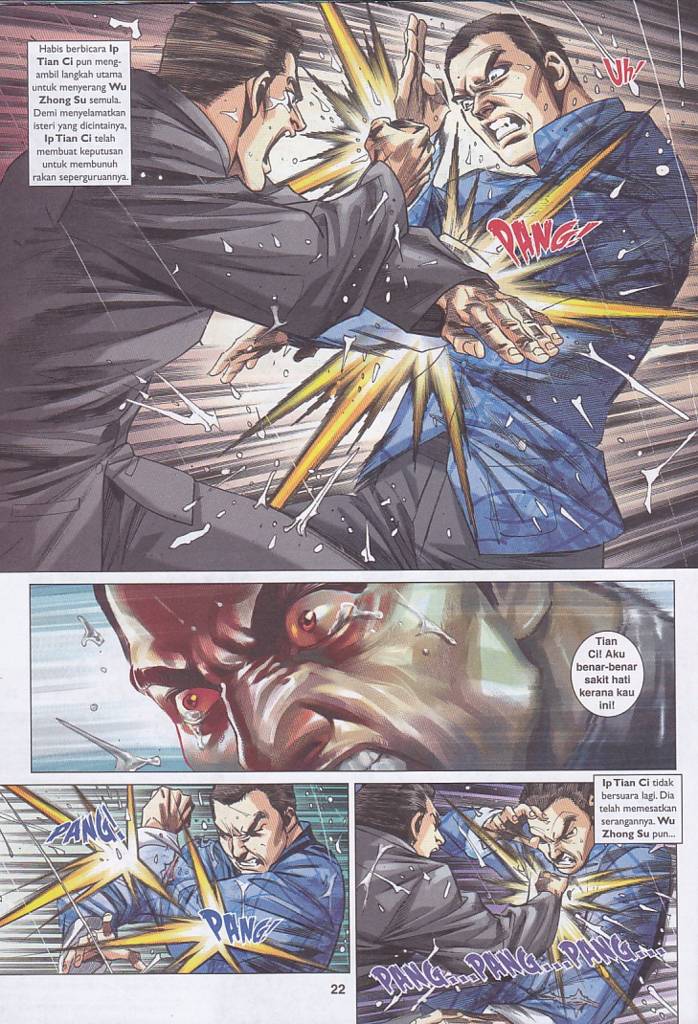 Habis berbicara Ip
Tian Ci pun meng-
ambil langkah utama
untuk menyerang Wu
Zhong Su semula.
Demi menyelamatkan
isteri yang dicintainya,
Ip Tian Ci telah
membuat keputusan
untuk membunuh
rakan seperguruannya.
Uh!
PANG!
Tian
Ci! Aku
benar-benar
sakit hati
kerana kau
ini!
PANG!
PANG!
Ip Tian Ci tidak
bersuara lagi. Dia
telah memesatkan
serangannya. Wu
Zhong Su pun...
PANG...PANG...PANG...
22